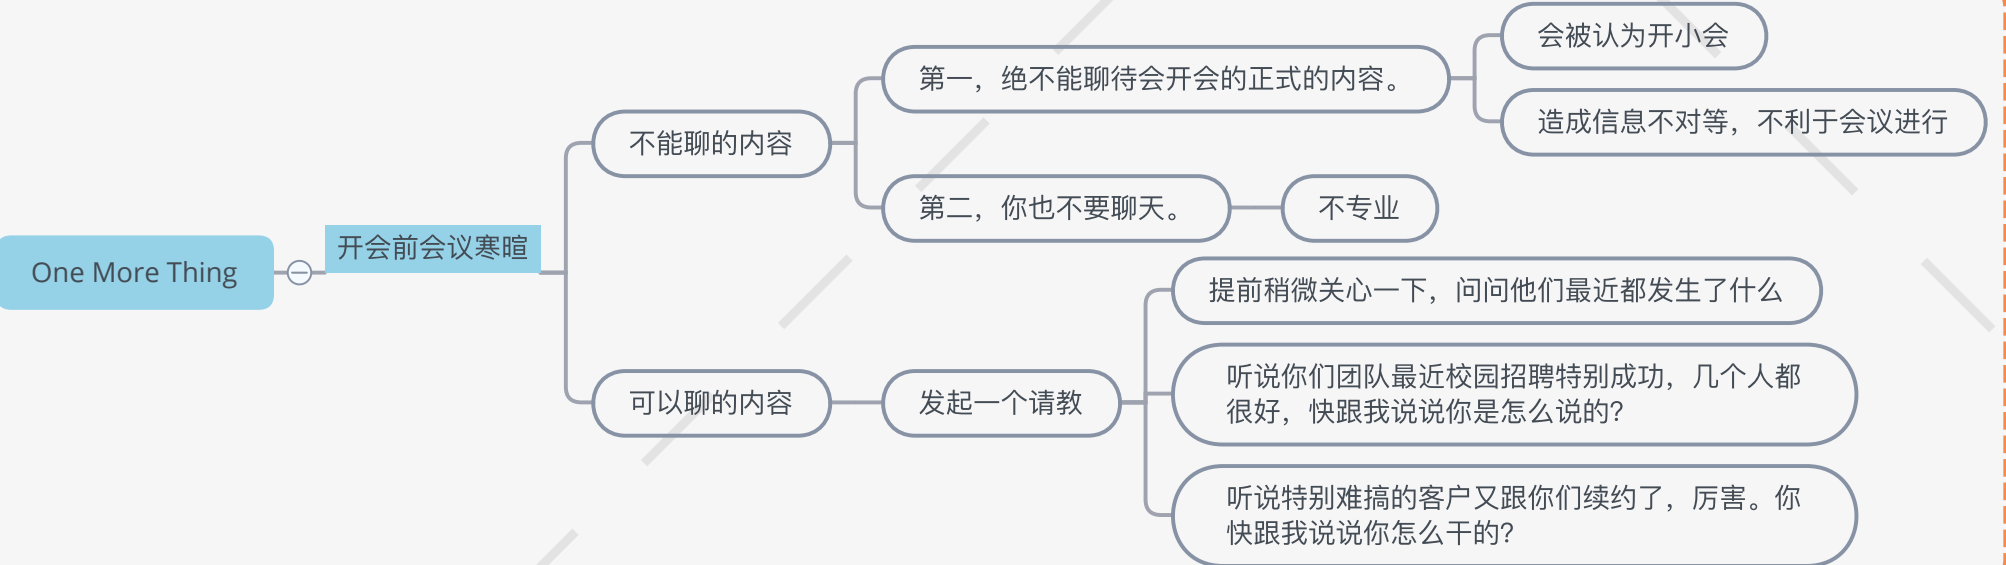 One More Thing
开会前会议寒暄
不能聊的内容
第一，绝不能聊待会开会的正式的内容。
会被认为开小会
造成信息不对等，不利于会议进行
第二，你也不要聊天。
不专业
可以聊的内容
发起一个请教
提前稍微关心一下，问问他们最近都发生了什么
听说你们团队最近校园招聘特别成功，几个人都
很好，快跟我说说你是怎么说的?
听说特别难搞的客户又跟你们续约了，厉害。你
快跟我说说你怎么干的?